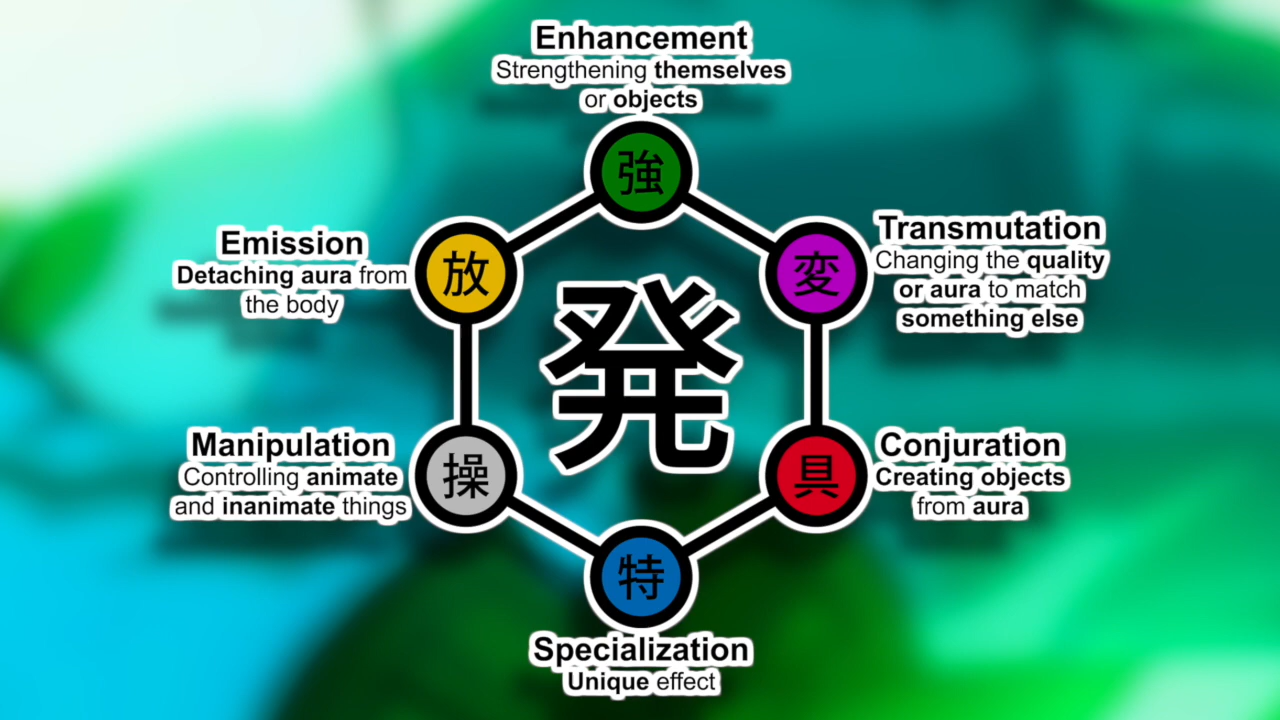 Enhancement
Strengthening themselves
or objects
強
Emission
Detaching aura from
the body
放
変
Transmutation
Changing the quality
or aura to match
something else
発
Manipulation
Controlling animate
and inanimate things
操
具
Conjuration
Creating objects
from aura
特
Specialization
Unique effect